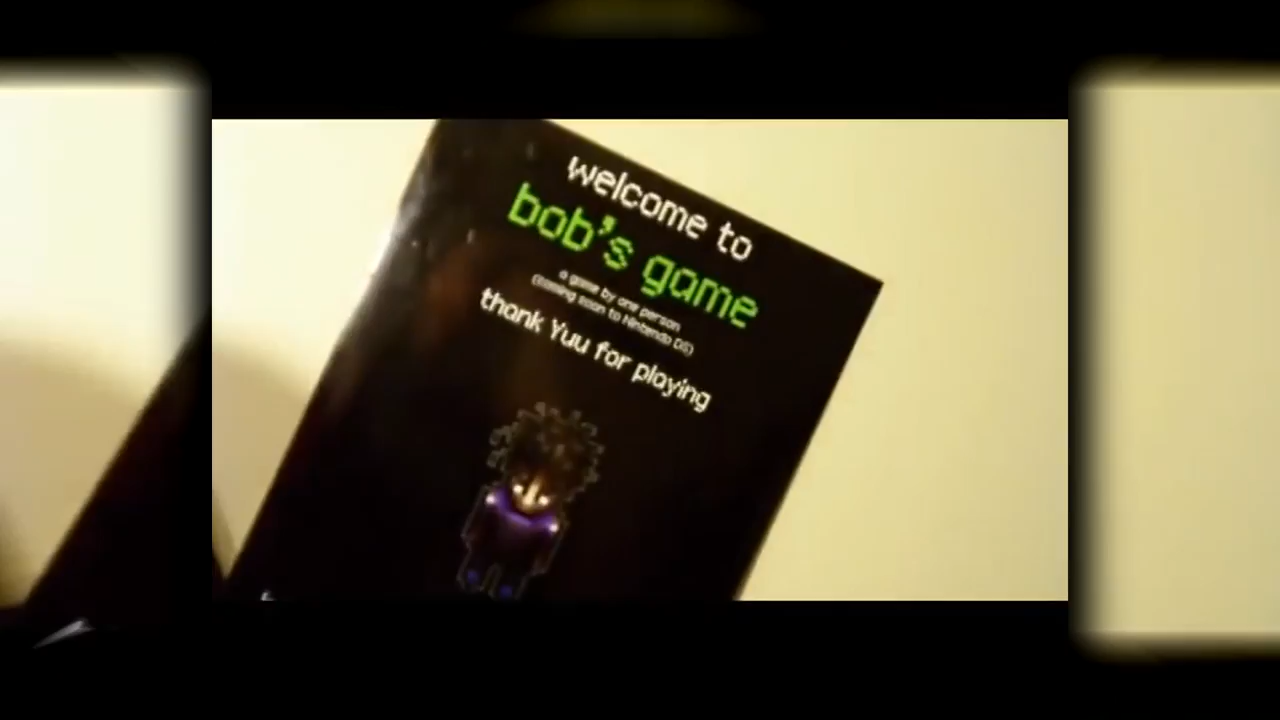 welcome to
bob's game
a game by one person
(coming soon to Nintendo DS)
thank Yuu for playing